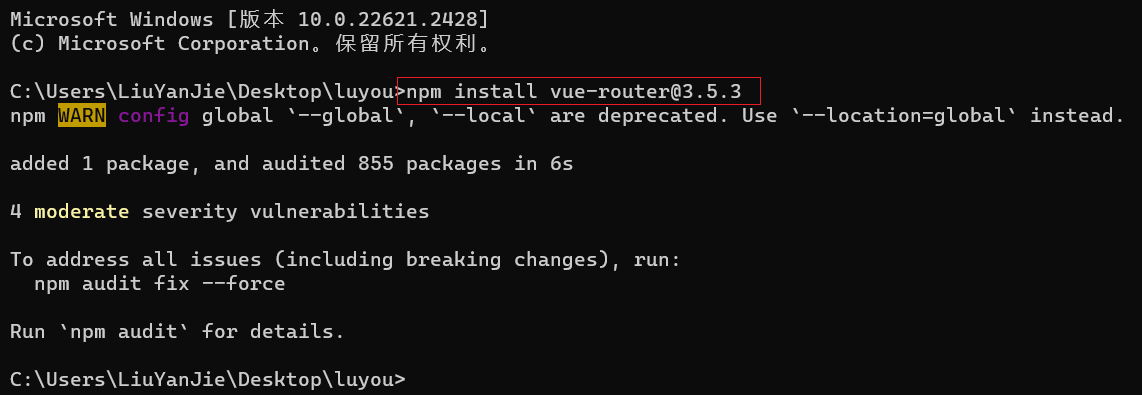 Microsoft Windows [版本 10.0.22621.2428]
(c) Microsoft Corporation。保留所有权利。
C:\Users\LiuYanJie\Desktop\luyou>npm install vue-router@3.5.3
npm WARN config global `--global`, `--local` are deprecated. Use `--location=global` instead.
added 1 package, and audited 855 packages in 6s
4 moderate severity vulnerabilities
To address all issues (including breaking changes), run:
  npm audit fix --force
Run `npm audit` for details.
C:\Users\LiuYanJie\Desktop\luyou>